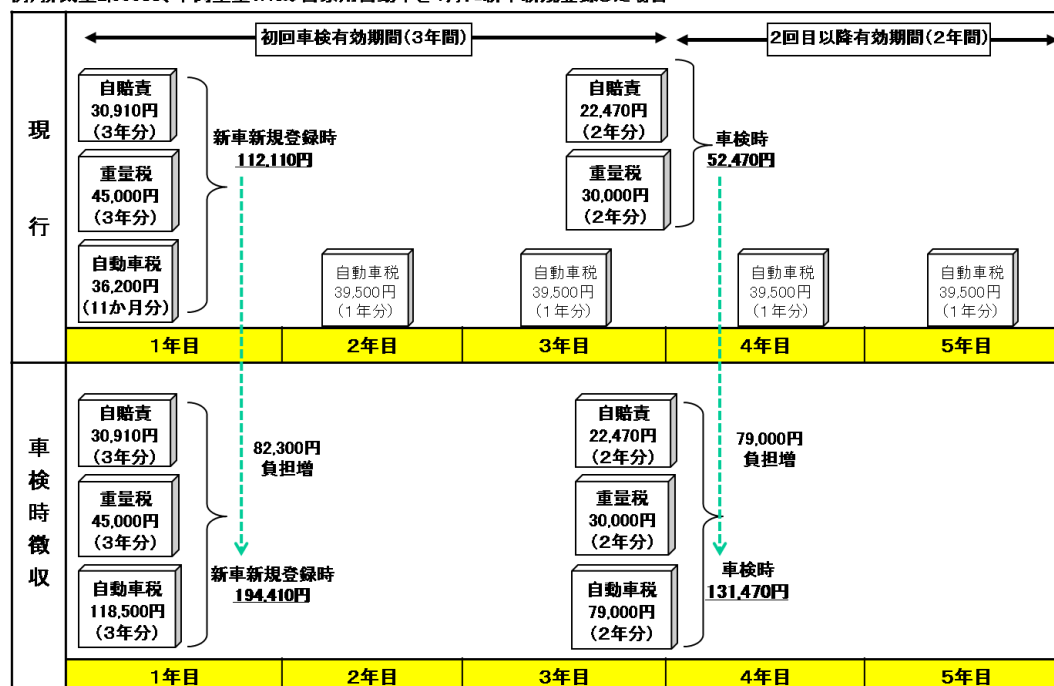 初回車検有効期間(3年間)
2回目以降有効期間(2年間)
現行
自賠責
30,910円
(3年分)
重量税
45,000円
(3年分)
自動車税
36,200円
(11か月分)
新車新規登録時
112,110円
自賠責
22,470円
(2年分)
重量税
30,000円
(2年分)
車検時
52,470円
自動車税
39,500円
(1年分)
自動車税
39,500円
(1年分)
自動車税
39,500円
(1年分)
自動車税
39,500円
(1年分)
1年目
2年目
3年目
4年目
5年目
車検時徴収
自賠責
30,910円
(3年分)
重量税
45,000円
(3年分)
自動車税
118,500円
(3年分)
82,300円
負担増
新車新規登録時
194,410円
自賠責
22,470円
(2年分)
重量税
30,000円
(2年分)
自動車税
79,000円
(2年分)
79,000円
負担増
車検時
131,470円
1年目
2年目
3年目
4年目
5年目